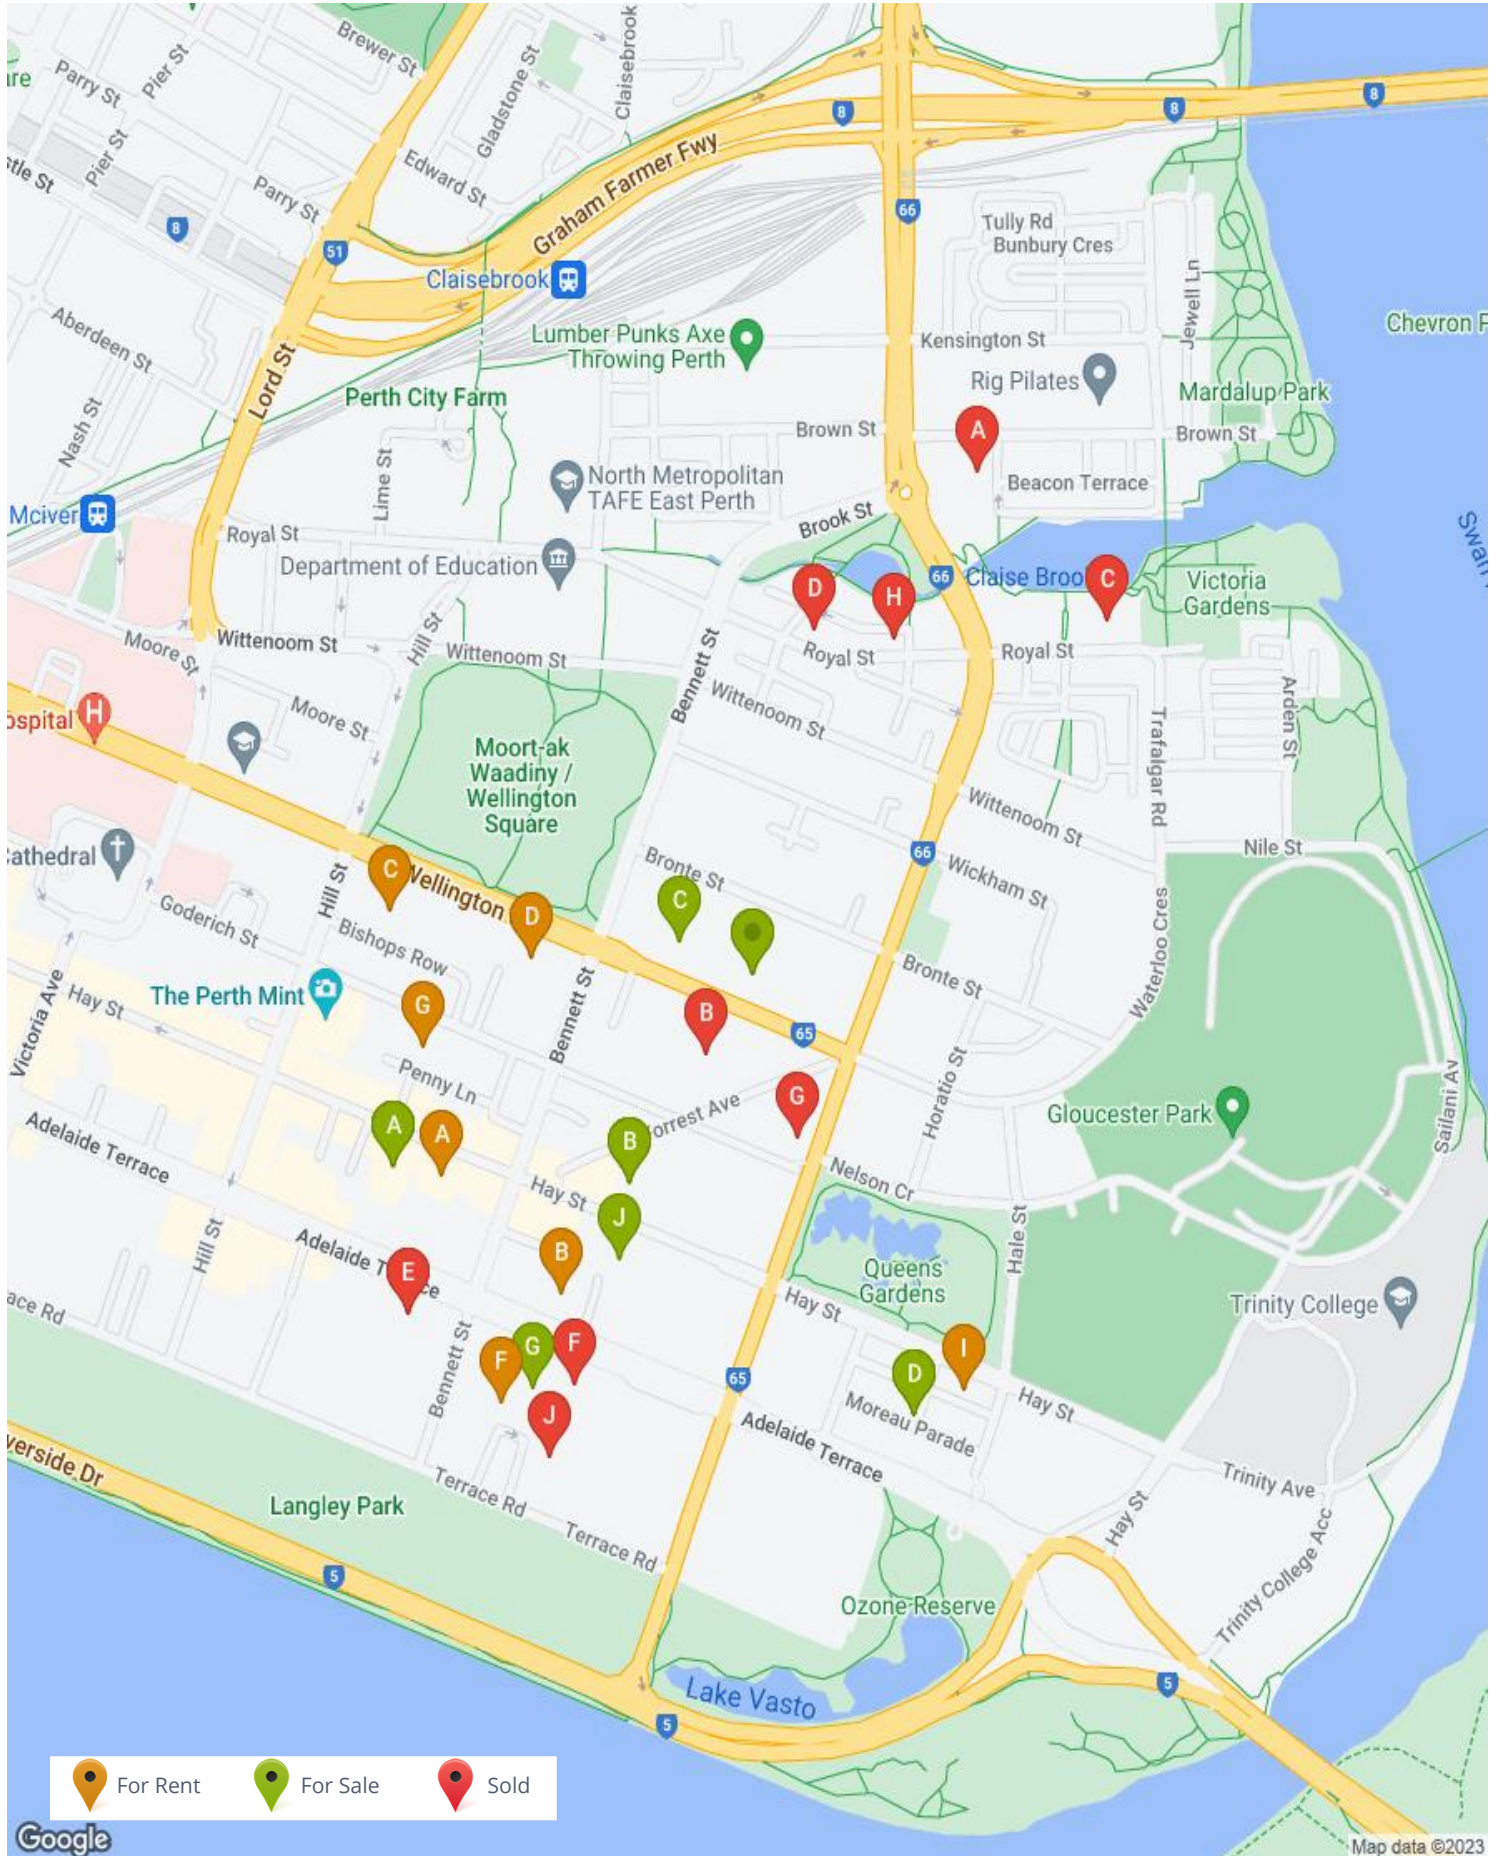 Brewer St
Pier St
Parry St
are
Pier St
Gladstone St
Claisebrook
Edward St
Parry St
stle St
8
51
Graham Farmer Fwy
8
8
8
66
Claisebrook
Tully Rd
Bunbury Cres
Jewell Ln
Chevron P
Aberdeen St
Lord St
Lumber Punks Axe
Throwing Perth
Kensington St
Rig Pilates
Mardalup Park
Perth City Farm
Nash St
Brown St
A
Brown St
Lime St
North Metropolitan
TAFE East Perth
Beacon Terrace
Mciver
Royal St
Brook St
Swan
Department of Education
66
Claise Broo
C
D
H
Victoria
Gardens
Moore St
Wittenoom St
Hill St
Wittenoom St
Bennett St
Royal St
Royal St
Arden St
ospital
H
Moore St
Wittenoom St
Trafalgar Rd
Moort-ak
Waadiny /
Wellington
Square
Wittenoom St
Nile St
Cathedral
66
Wickham St
Bronte St
C
Wellington
Hill St
C
D
Goderich St
Bishops Row
Bronte St
Waterloo Cres
The Perth Mint
G
Hay St
Victoria Ave
Bennett St
B
65
Penny Ln
Horatio St
G
Forrest Ave
Gloucester Park
Sailani Av
A
A
B
Adelaide Terrace
Nelson Cr
Hay St
J
Hill St
Adelaide T
ce
E
B
Hale St
Queens
Gardens
Hay St
Trinity College
ace Rd
Bennett St
F
G
F
65
D
I
Hay St
J
Moreau Parade
Adelaide Terrace
verside Dr
Terrace Rd
Trinity Ave
Langley Park
Terrace Rd
Hay St
Trinity College Acc
5
Ozone Reserve
Lake Vasto
5
5
For Rent
For Sale
Sold
Google
Map data ©2023